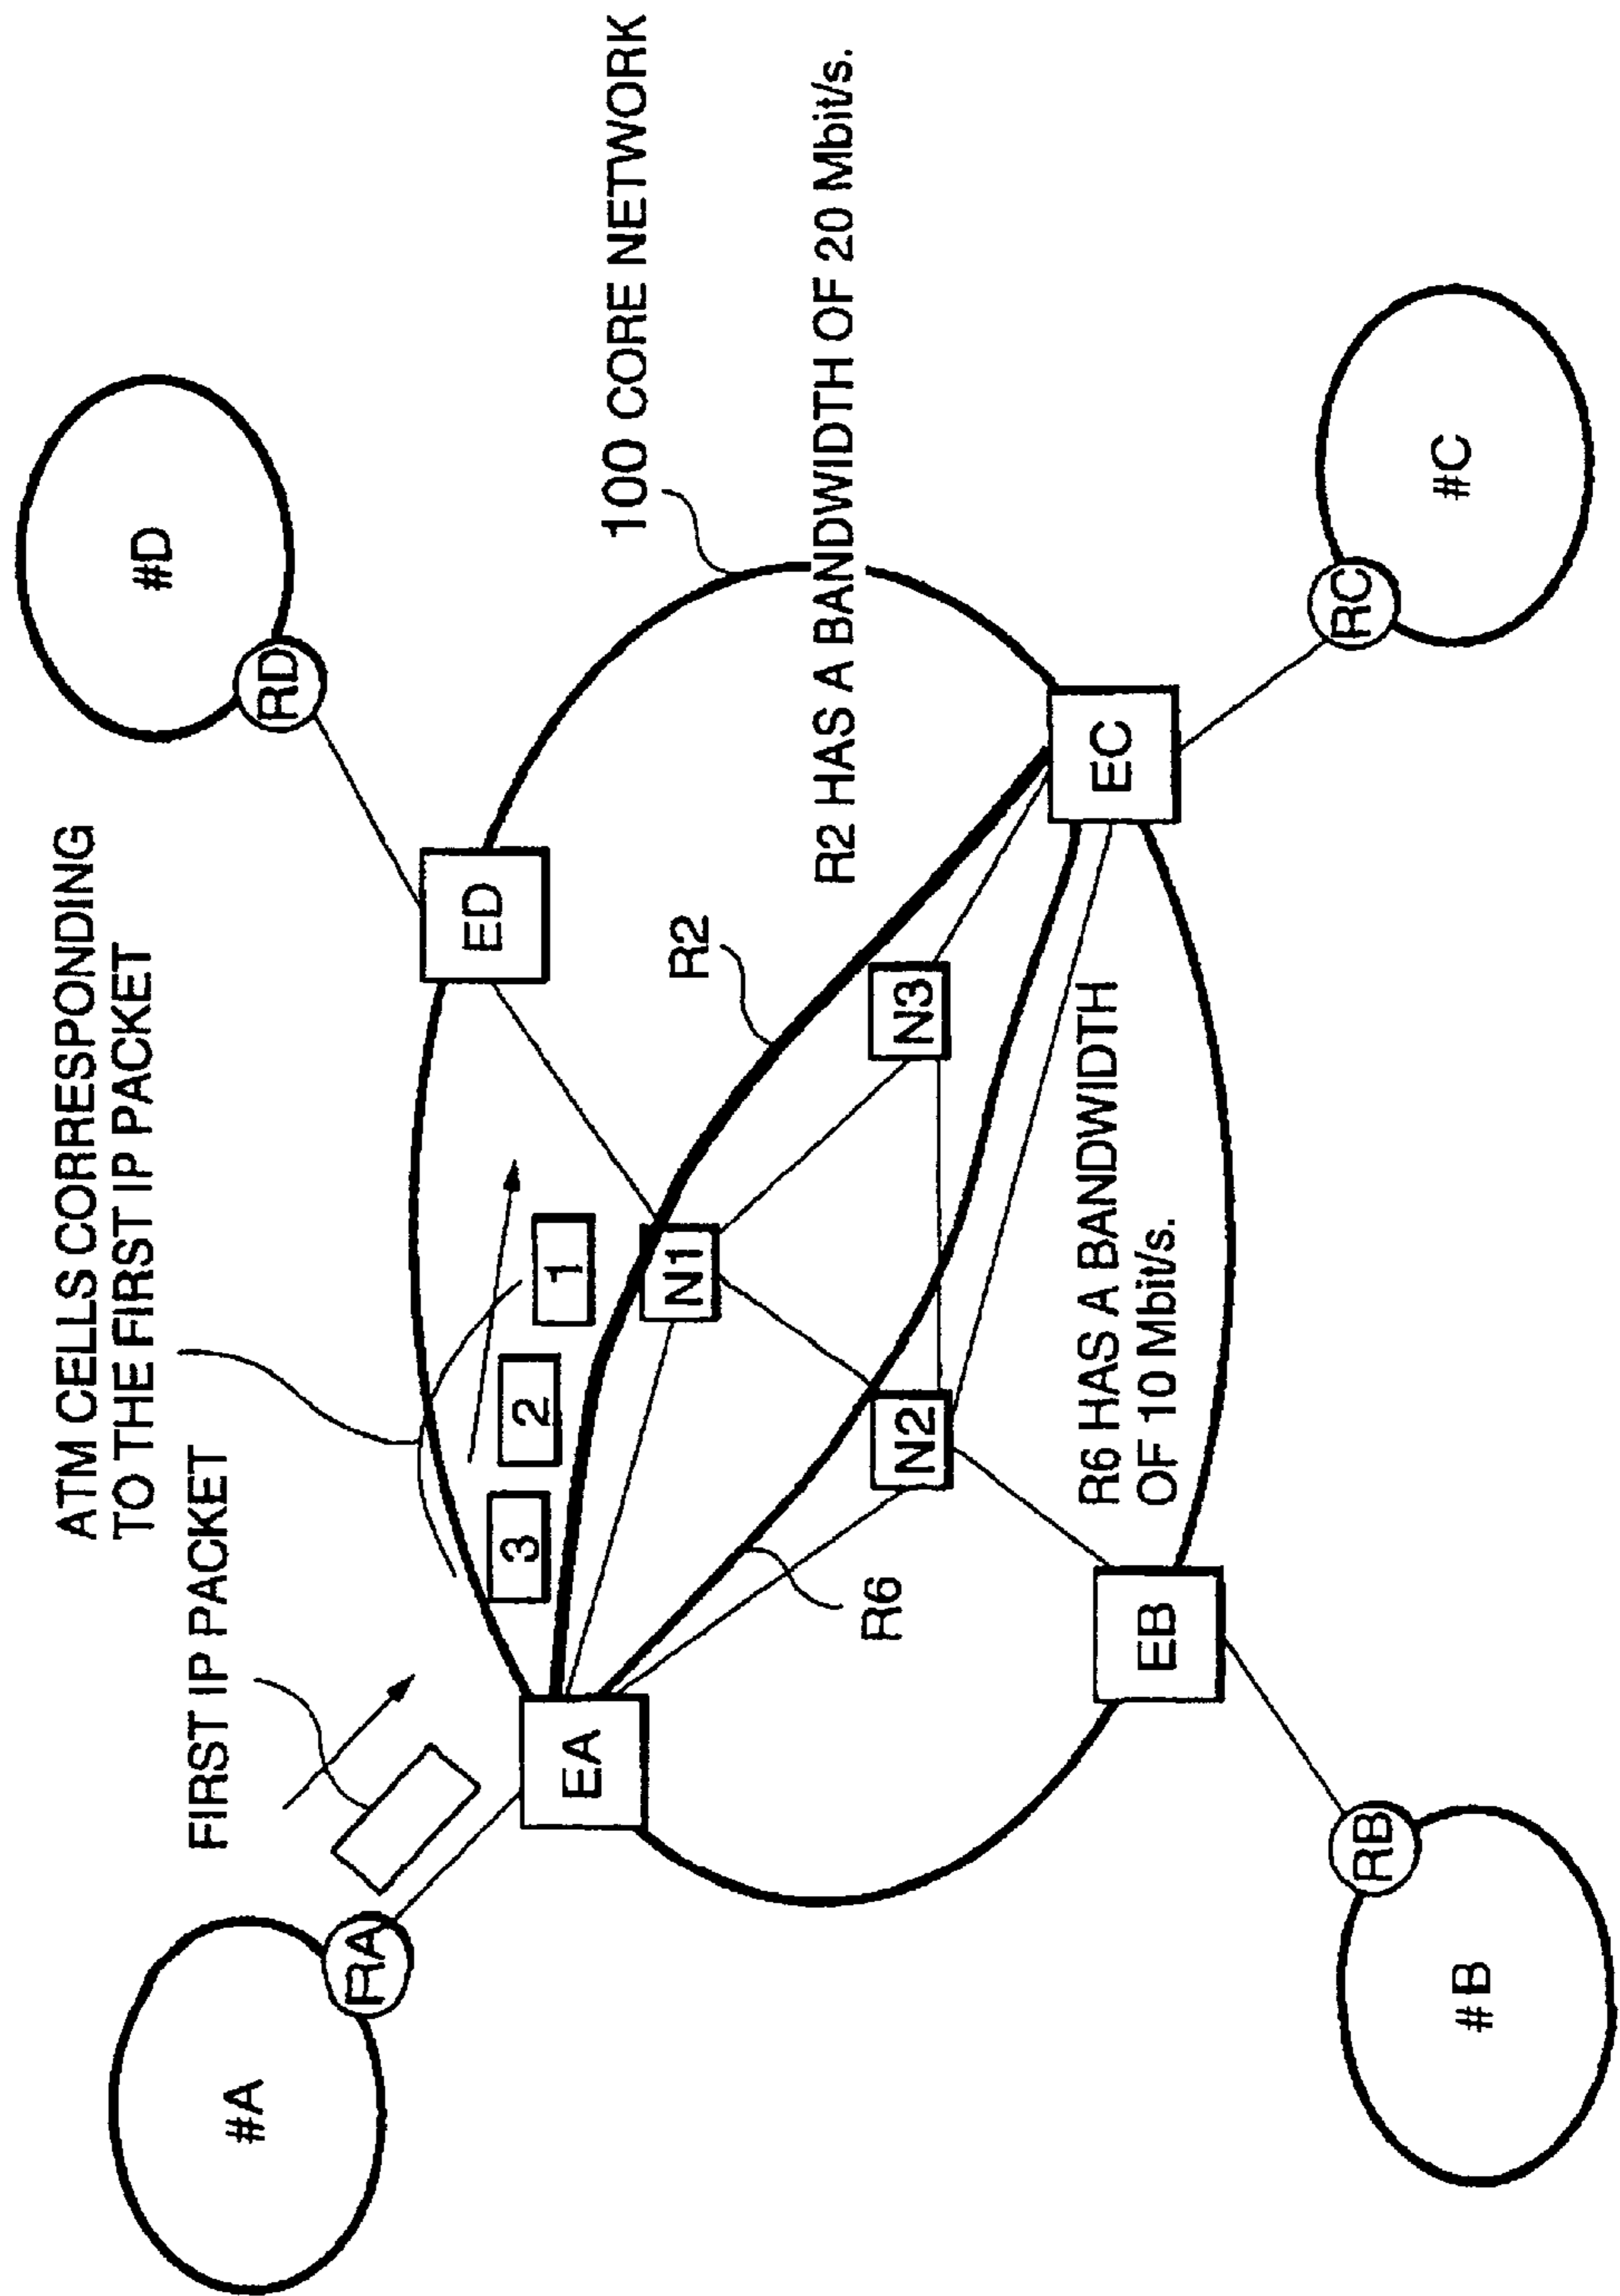 ATM CELLS CORRESPONDING
TO THE FIRST IP PACKET
FIRST IP PACKET
#D
RD
#A
RA
100 CORE NETWORK
ED
EA
3
2
1
R2
N1
R2 HAS A BANDWIDTH OF 20 Mbit/s.
R6
N2
N3
R6 HAS A BANDWIDTH
OF 10 Mbit/s.
EB
EC
RB
RC
#B
#C